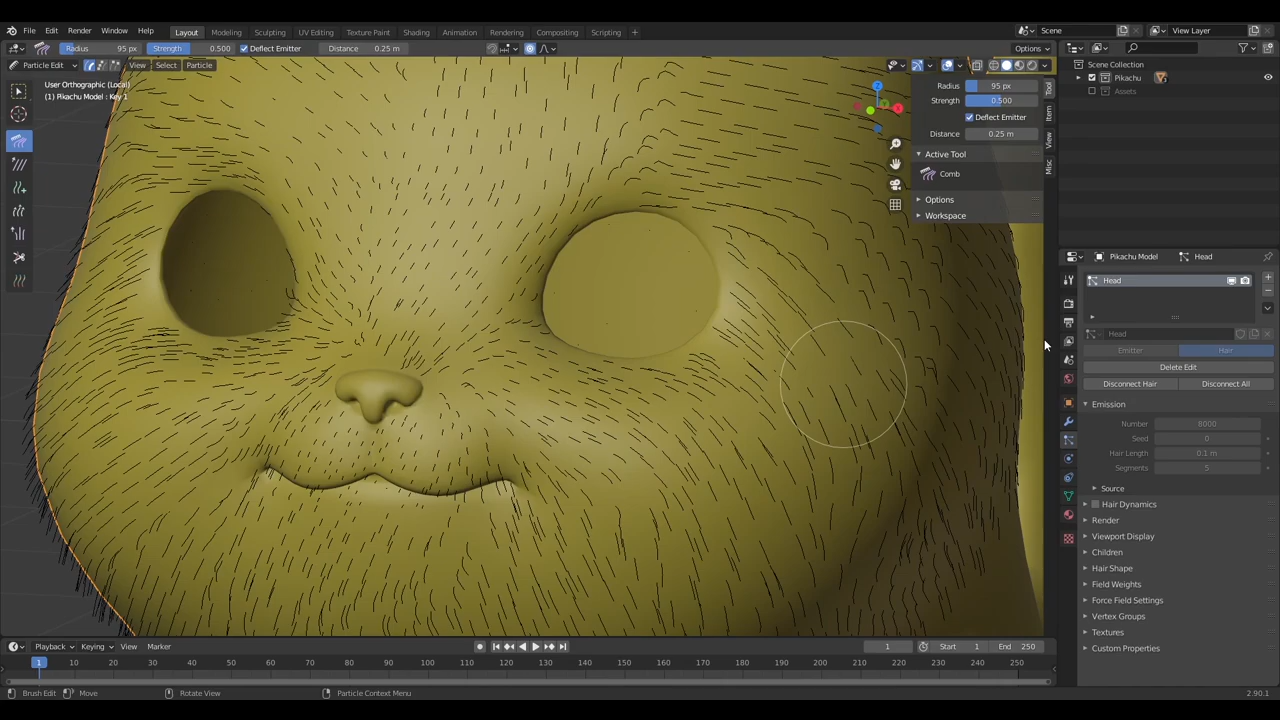 File Edit Render Window Help Layout Modeling Sculpting UV Editing Texture Paint Shading Animation Rendering Compositing Scripting Scene View Layer
Radius 95 px Strength 0.500 Deflect Emitter Distance 0.25 m Options
Particle Edit View Select Particle
User Orthographic (Local)
(1) Pikachu Model : Key 1
Radius 95 px
Strength 0.500
Deflect Emitter
Distance 0.25 m
Active Tool
Comb
Options
Workspace
Tool
Item
View
Misc
Scene Collection
Pikachu
Assets
Pikachu Model Head
Head
Head
Emitter Hair
Delete Edit
Disconnect Hair Disconnect All
Emission
Number 8000
Seed 0
Hair Length 0.1 m
Segments 5
Source
Hair Dynamics
Render
Viewport Display
Children
Hair Shape
Field Weights
Force Field Settings
Vertex Groups
Textures
Custom Properties
Playback Keying View Marker 1 Start 1 End 250
1 10 20 30 40 50 60 70 80 90 100 110 120 130 140 150 160 170 180 190 200 210 220 230 240 250
Brush Edit Move Rotate View Particle Context Menu 2.90.1